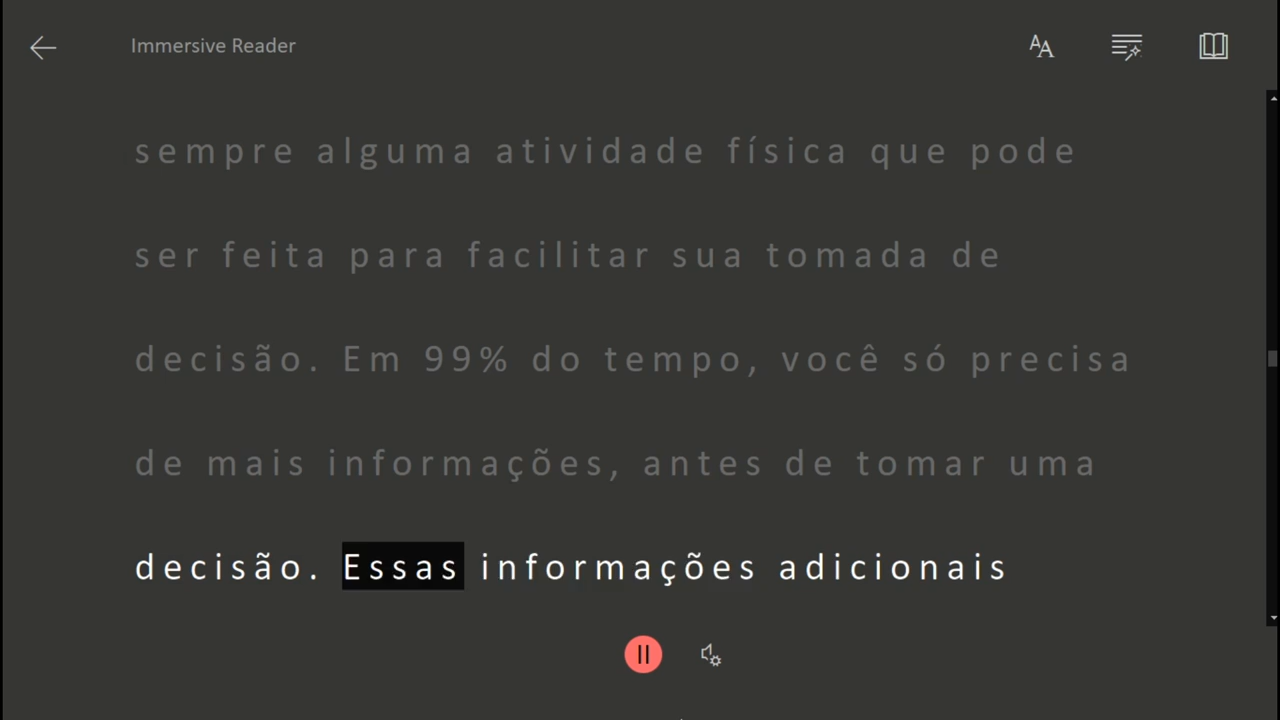 Immersive Reader
sempre alguma atividade física que pode
ser feita para facilitar sua tomada de
decisão. Em 99% do tempo, você só precisa
de mais informações, antes de tomar uma
decisão. Essas informações adicionais